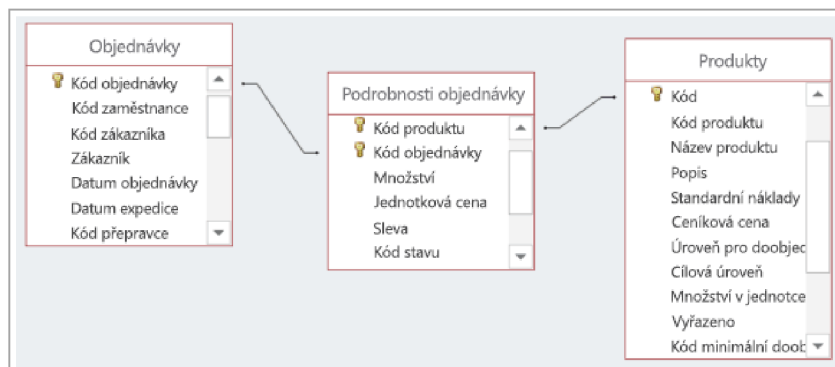 Objednávky
Kód objednávky
Kód zaměstnance
Kód zákazníka
Zákazník
Datum objednávky
Datum expedice
Kód přepravce
Podrobnosti objednávky
Kód produktu
Kód objednávky
Množství
Jednotková cena
Sleva
Kód stavu
Produkty
Kód
Kód produktu
Název produktu
Popis
Standardní náklady
Ceníková cena
Úroveň pro doobjec
Cílová úroveň
Množství v jednotce
Vyřazeno
Kód minimální doob